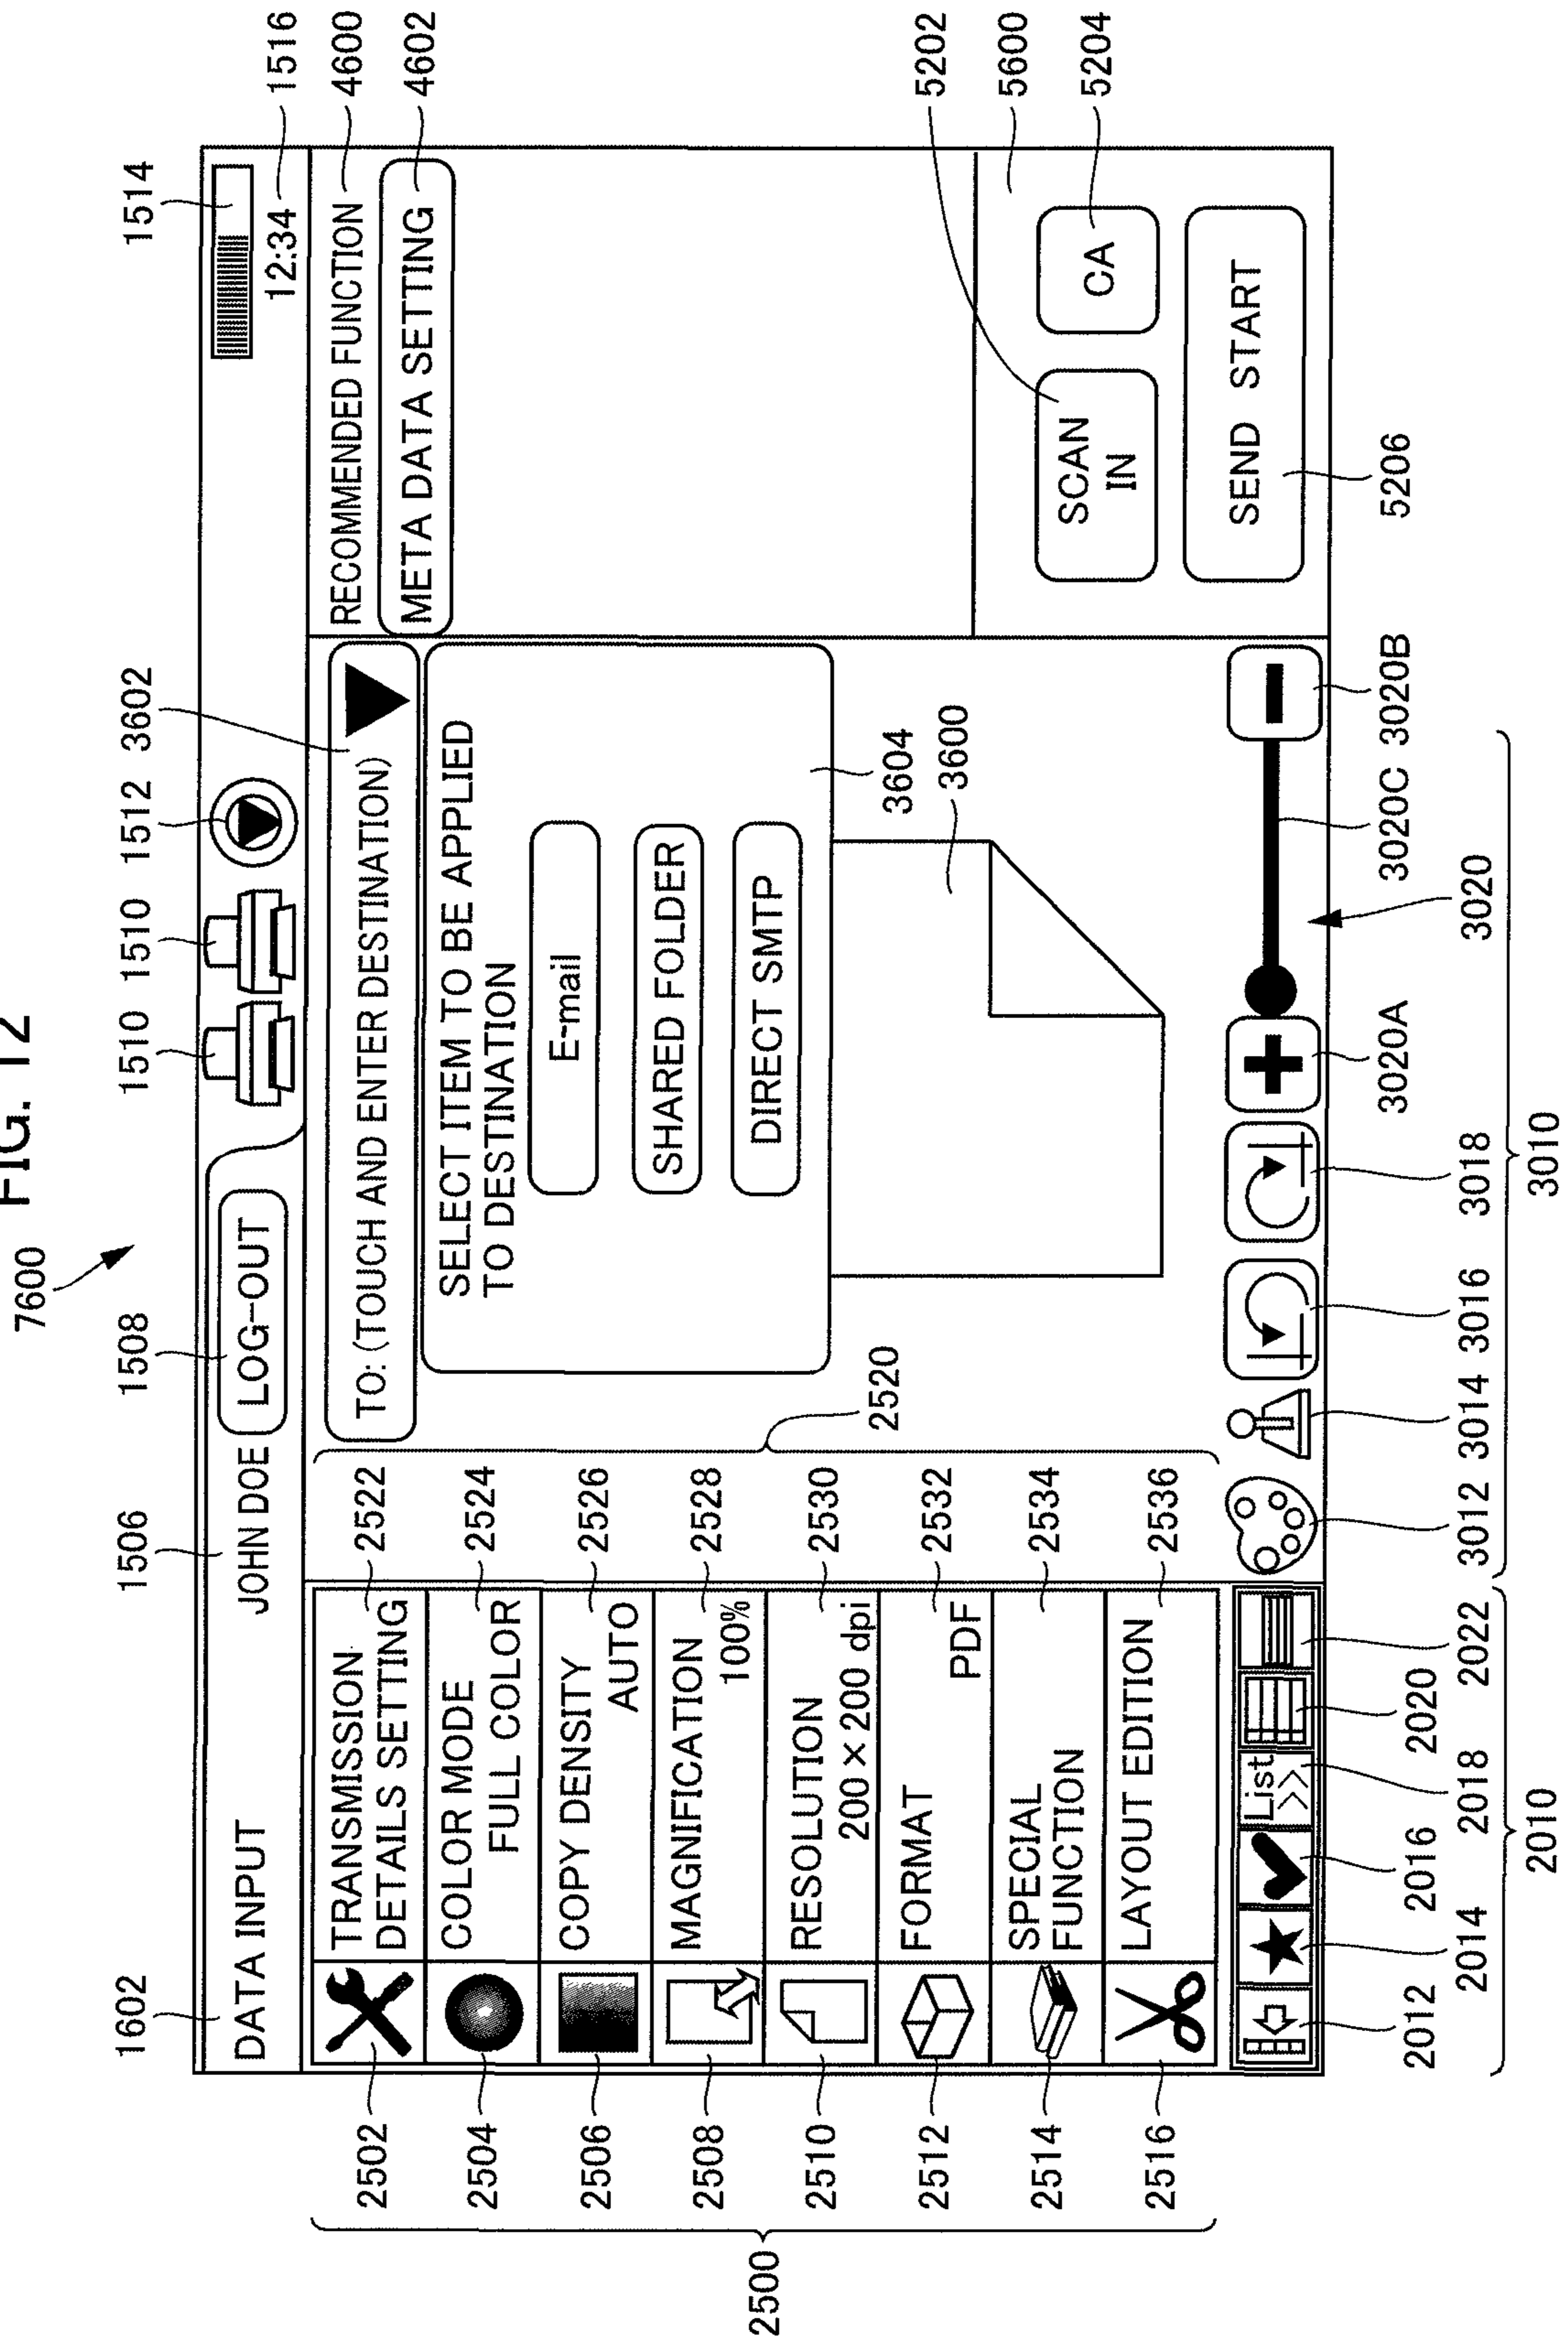 FIG. 12
7600
1602
1506
1508
1510
1510
1512
3602
1514
1516
DATA INPUT
JOHN DOE
LOG-OUT
12:34
2500
2502
TRANSMISSION
DETAILS SETTING
2522
2504
COLOR MODE
FULL COLOR
2524
2506
COPY DENSITY
AUTO
2526
2508
MAGNIFICATION
100%
2528
2510
RESOLUTION
200 × 200 dpi
2530
2512
FORMAT
PDF
2532
2514
SPECIAL
FUNCTION
2534
2516
LAYOUT EDITION
2536
2520
TO: (TOUCH AND ENTER DESTINATION)
SELECT ITEM TO BE APPLIED
TO DESTINATION
E-mail
SHARED FOLDER
DIRECT SMTP
3604
3600
RECOMMENDED FUNCTION
4600
META DATA SETTING
4602
5202
5600
5204
SCAN
IN
CA
SEND START
5206
List
>>
2012
2014
2016
2018
2020
2022
2010
3012
3014
3016
3018
3020A
3020C
3020B
3020
3010